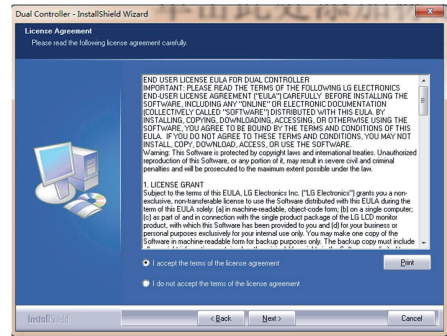 Dual Controller - InstallShield Wizard
License Agreement
Please read the following license agreement carefully.
END USER LICENSE EULA FOR DUAL CONTROLLER
IMPORTANT: PLEASE READ THE TERMS OF THE FOLLOWING LG ELECTRONICS
END-USER LICENSE AGREEMENT ("EULA") CAREFULLY BEFORE INSTALLING THE
SOFTWARE, INCLUDING ANY "ONLINE" OR ELECTRONIC DOCUMENTATION
(COLLECTIVELY CALLED "SOFTWARE") DISTRIBUTED WITH THIS EULA. BY
INSTALLING, COPYING, DOWNLOADING, ACCESSING, OR OTHERWISE USING THE
SOFTWARE, YOU AGREE TO BE BOUND BY THE TERMS AND CONDITIONS OF THIS
EULA. IF YOU DO NOT AGREE TO THESE TERMS AND CONDITIONS, YOU MAY NOT
INSTALL, COPY, DOWNLOAD, ACCESS, OR USE THE SOFTWARE.
Warning: This Software is protected by copyright laws and international treaties. Unauthorized
reproduction of this Software, or any portion of it, may result in severe civil and criminal
penalties and will be prosecuted to the maximum extent possible under the law.
1. LICENSE GRANT
Subject to the terms of this EULA, LG Electronics Inc. ("LG Electronics") grants you a non-
exclusive, non-transferable license to use the Software distributed with this EULA during the
term of this EULA solely: (a) in machine-readable, object-code form; (b) on a single computer;
(c) as part of and in connection with the single product package of the LG LCD monitor
product, with which this Software has been provided to you and (d) for your business or
personal purposes exclusively for your internal use only. You may make one copy of the
Software in machine-readable form for backup purposes only. The backup copy must include
I accept the terms of the license agreement
Print
I do not accept the terms of the license agreement
InstallShield
< Back
Next >
Cancel